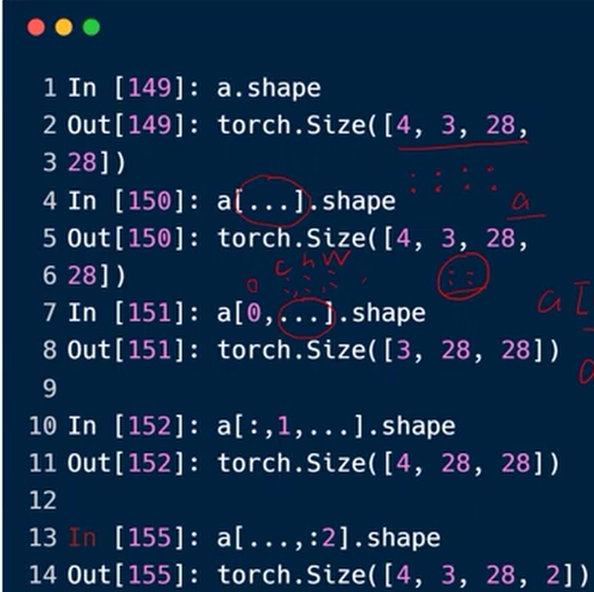 1 In [149]: a.shape
2 Out[149]: torch.Size([4, 3, 28,
3 28])
4 In [150]: a[...].shape
a
5 Out[150]: torch.Size([4, 3, 28,
6 28])
0 c h W
7 In [151]: a[0,...].shape
a[
8 Out[151]: torch.Size([3, 28, 28])
9
10 In [152]: a[:,1,...].shape
11 Out[152]: torch.Size([4, 28, 28])
12
13 In [155]: a[...,:2].shape
14 Out[155]: torch.Size([4, 3, 28, 2])